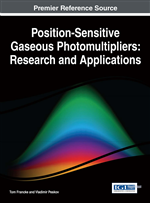 Premier Reference Source
Position-Sensitive
Gaseous Photomultipliers:
Research and Applications
Tom Francke and Vladimir Peskov